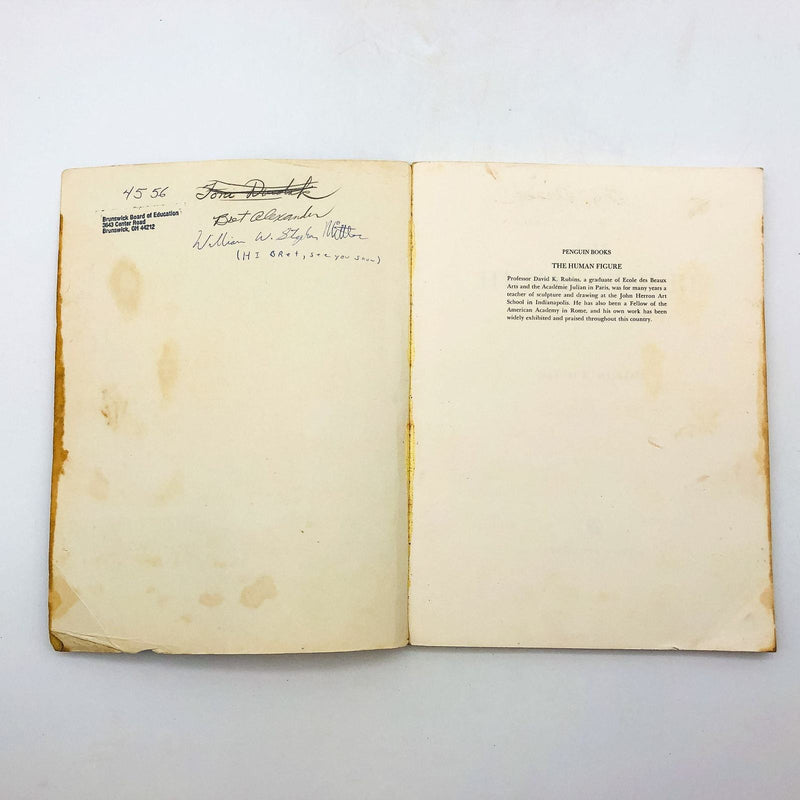 45 56
Brunswick Board of Education
3643 Center Road
Brunswick, OH 44212
Bret Alexander
William W.
(HI BRet, see you soon)
PENGUIN BOOKS
THE HUMAN FIGURE
Professor David K. Rubins, a graduate of Ecole des Beaux
Arts and the Académie Julian in Paris, was for many years a
teacher of sculpture and drawing at the John Herron Art
School in Indianapolis. He has also been a Fellow of the
American Academy in Rome, and his own work has been
widely exhibited and praised throughout this country.